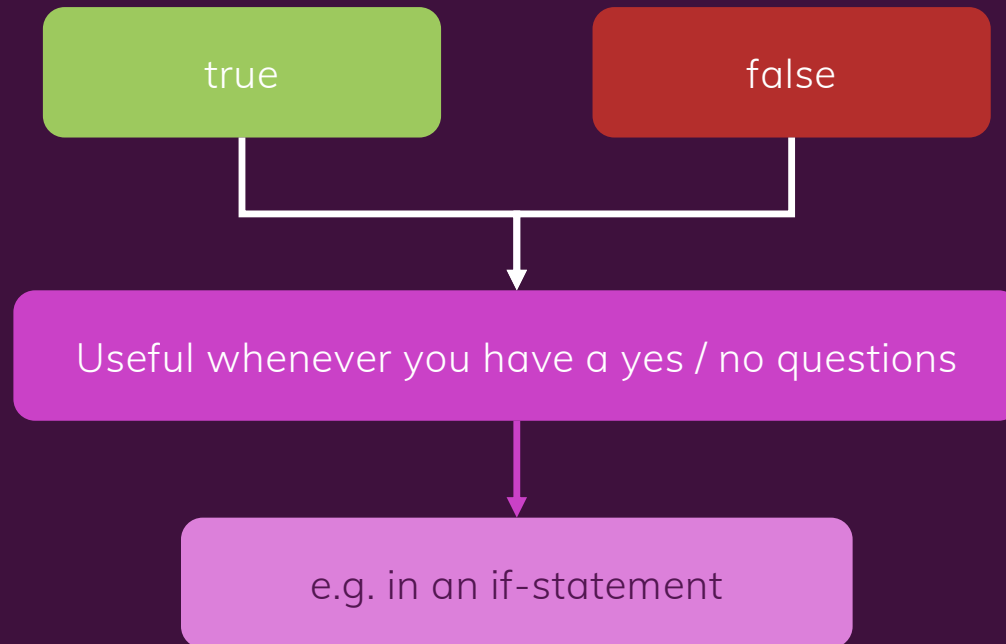 true
false
Useful whenever you have a yes / no questions
e.g. in an if-statement